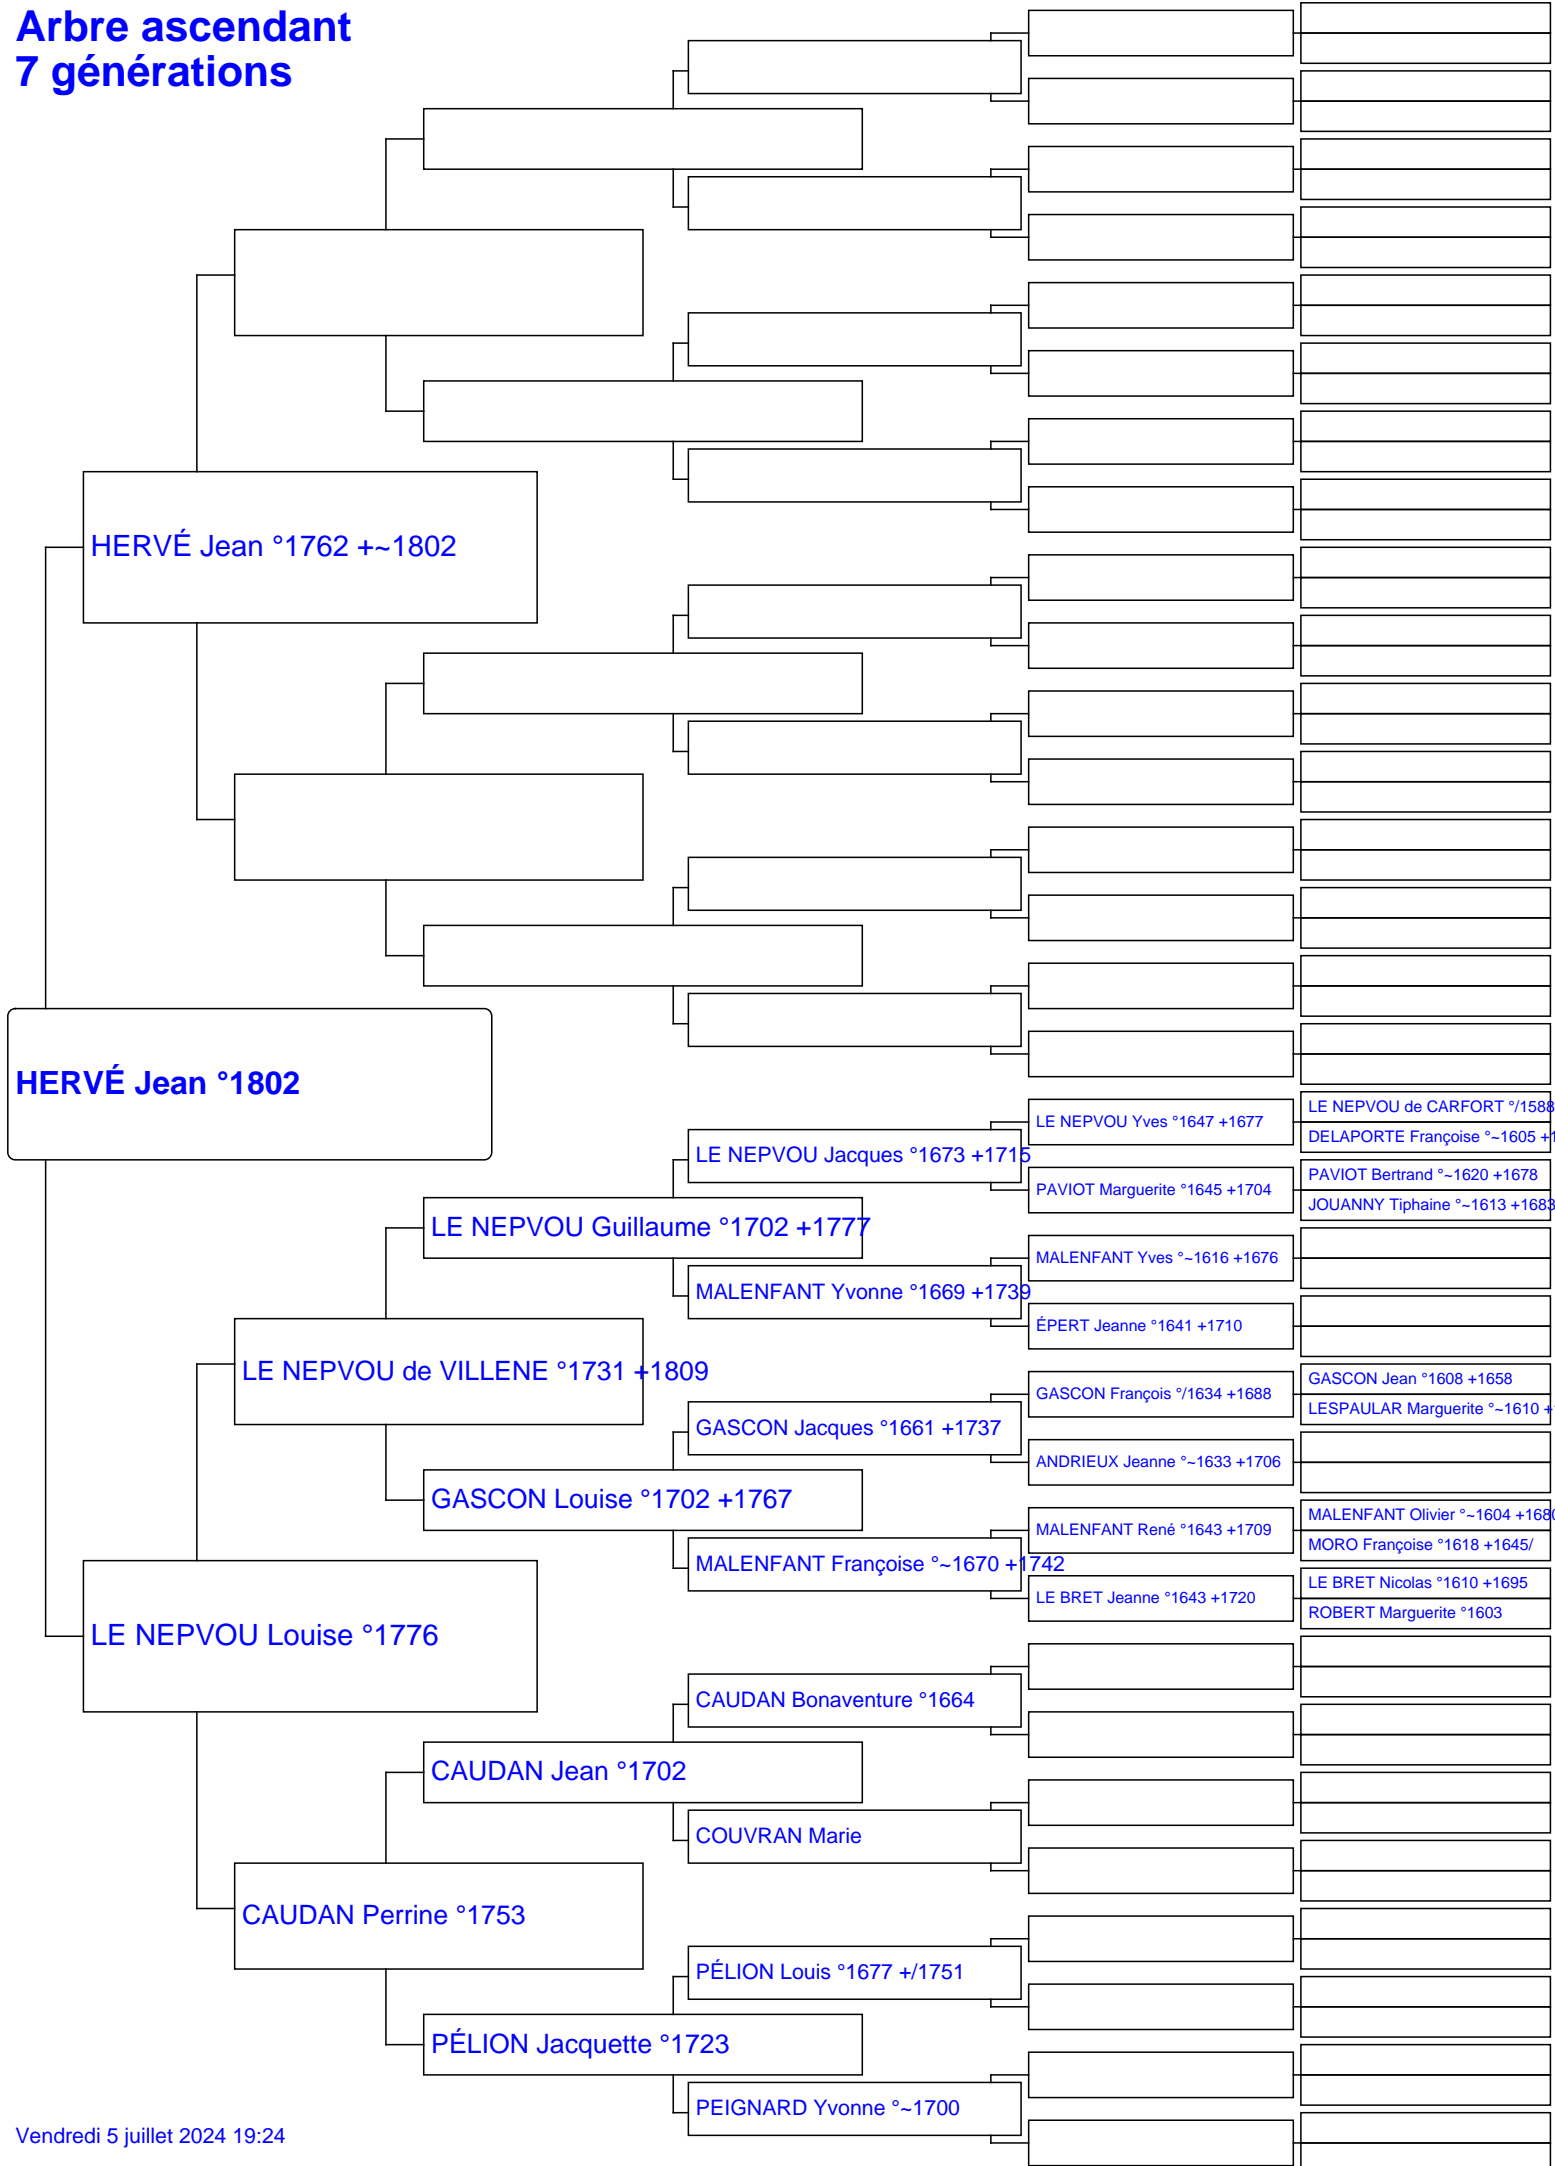 Arbre ascendant
7 générations
HERVÉ Jean °1762 +~1802
HERVÉ Jean °1802
LE NEPVOU de CARFORT °/1588
LE NEPVOU Yves °1647 +1677
DELAPORTE Françoise °~1605 +1
LE NEPVOU Jacques °1673 +1715
PAVIOT Bertrand °~1620 +1678
PAVIOT Marguerite °1645 +1704
JOUANNY Tiphaine °~1613 +1683
LE NEPVOU Guillaume °1702 +1777
MALENFANT Yves °~1616 +1676
MALENFANT Yvonne °1669 +1739
ÉPERT Jeanne °1641 +1710
LE NEPVOU de VILLENE °1731 +1809
GASCON Jean °1608 +1658
GASCON François °/1634 +1688
LESPAULAR Marguerite °~1610 +
GASCON Jacques °1661 +1737
ANDRIEUX Jeanne °~1633 +1706
GASCON Louise °1702 +1767
MALENFANT Olivier °~1604 +1680
MALENFANT René °1643 +1709
MORO Françoise °1618 +1645/
MALENFANT Françoise °~1670 +1742
LE BRET Nicolas °1610 +1695
LE BRET Jeanne °1643 +1720
ROBERT Marguerite °1603
LE NEPVOU Louise °1776
CAUDAN Bonaventure °1664
CAUDAN Jean °1702
COUVRAN Marie
CAUDAN Perrine °1753
PÉLION Louis °1677 +/1751
PÉLION Jacquette °1723
PEIGNARD Yvonne °~1700
Vendredi 5 juillet 2024 19:24